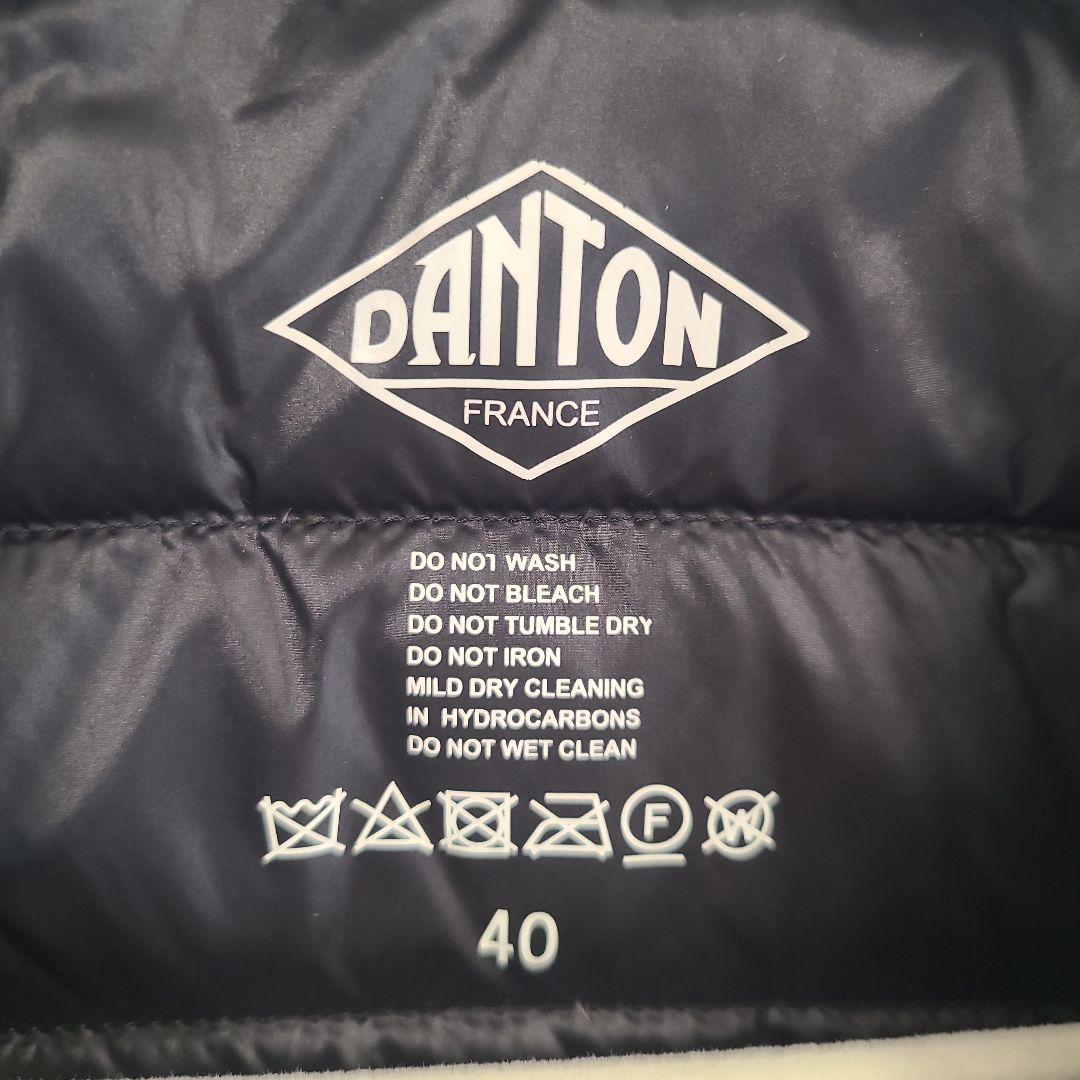 DANTON
FRANCE
DO NOT WASH
DO NOT BLEACH
DO NOT TUMBLE DRY
DO NOT IRON
MILD DRY CLEANING
IN HYDROCARBONS
DO NOT WET CLEAN
F W
40